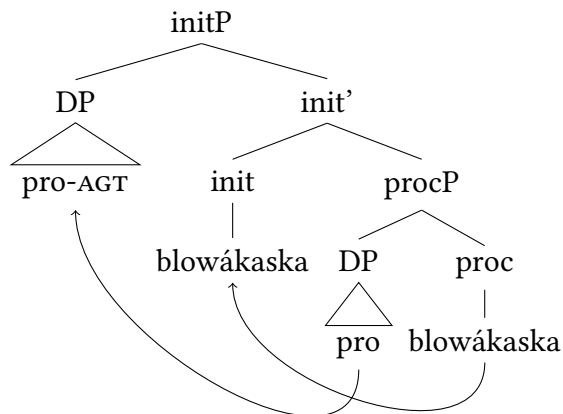 initP
DP init’
pro-AGT init procP
blowákaska DP proc
pro blowákaska